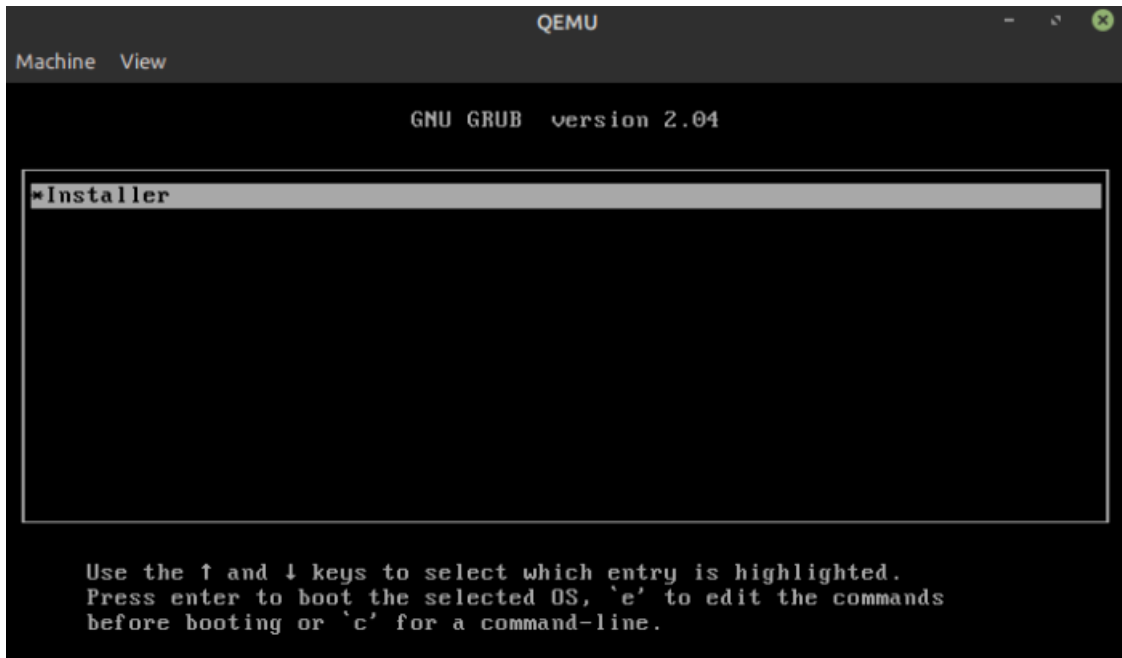 QEMU
Machine View
GNU GRUB version 2.04
*Installer
Use the ↑ and ↓ keys to select which entry is highlighted.
Press enter to boot the selected OS, `e' to edit the commands
before booting or `c' for a command-line.